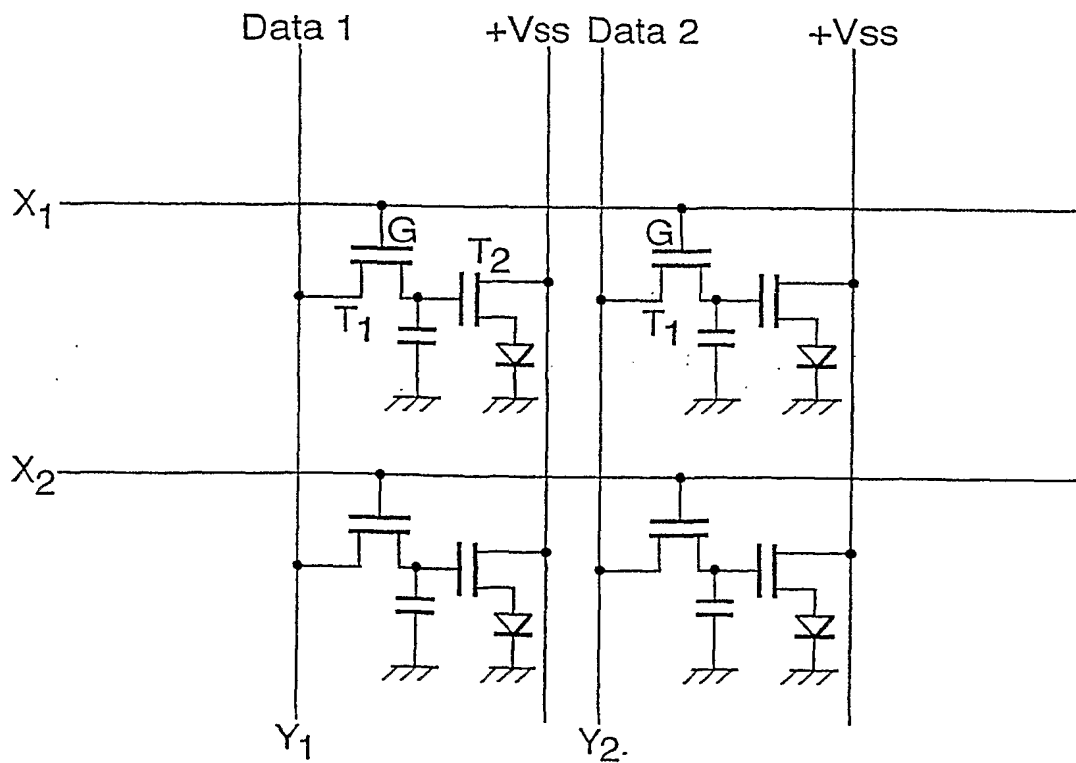 Data 1 +Vss Data 2 +Vss
X1
G G
T2
T1 T1
X2
Y1 Y2.